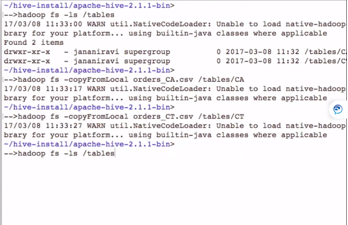 ~/hive-install/apache-hive-2.1.1-bin>
-->hadoop fs -ls /tables
17/03/08 11:33:00 WARN util.NativeCodeLoader: Unable to load native-hadoop
brary for your platform... using builtin-java classes where applicable
Found 2 items
drwxr-xr-x   - jananiravi supergroup          0 2017-03-08 11:32 /tables/CA
drwxr-xr-x   - jananiravi supergroup          0 2017-03-08 11:32 /tables/CT
~/hive-install/apache-hive-2.1.1-bin>
-->hadoop fs -copyFromLocal orders_CA.csv /tables/CA
17/03/08 11:33:17 WARN util.NativeCodeLoader: Unable to load native-hadoop
brary for your platform... using builtin-java classes where applicable
~/hive-install/apache-hive-2.1.1-bin>
-->hadoop fs -copyFromLocal orders_CT.csv /tables/CT
17/03/08 11:33:27 WARN util.NativeCodeLoader: Unable to load native-hadoop
brary for your platform... using builtin-java classes where applicable
~/hive-install/apache-hive-2.1.1-bin>
-->hadoop fs -ls /tables